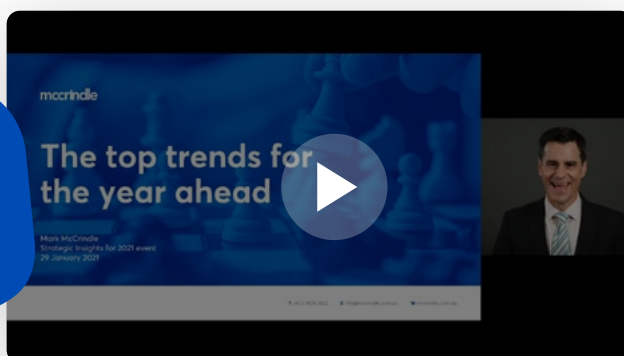 mccrindle
The top trends for
the year ahead
Mark McCrindle
Strategic Insights for 2021 event
29 January 2021